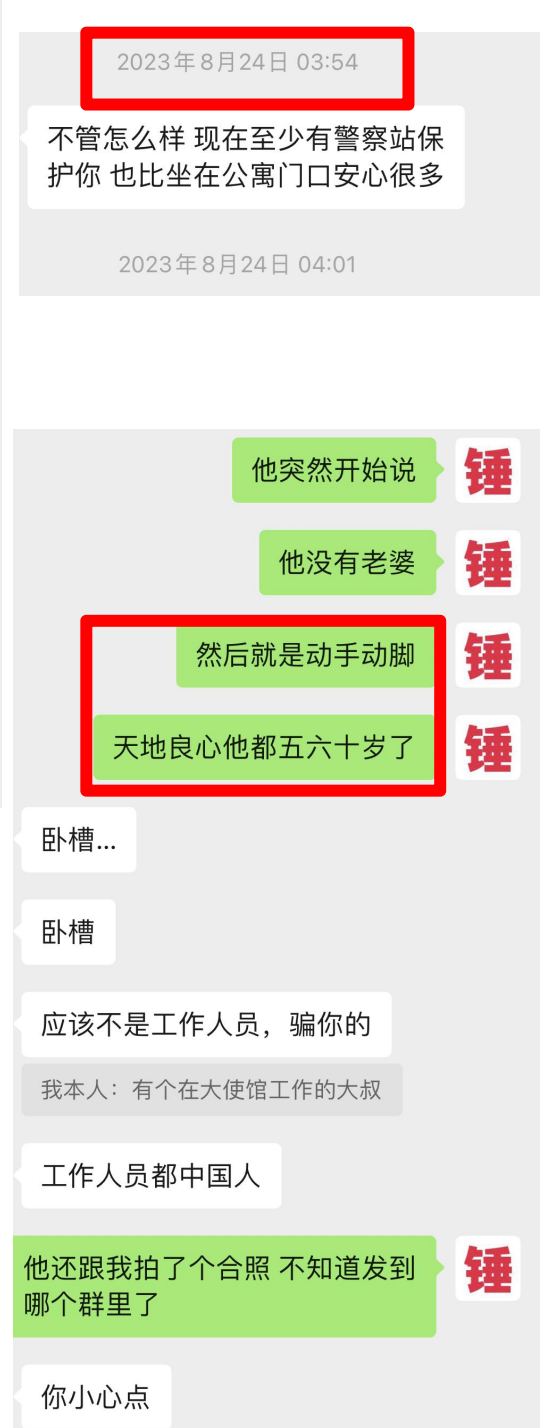 2023年8月24日 03:54
不管怎么样 现在至少有警察站保
护你 也比坐在公寓门口安心很多
2023年8月24日 04:01
他突然开始说
锤
他没有老婆
锤
然后就是动手动脚
锤
天地良心他都五六十岁了
锤
卧槽...
卧槽
应该不是工作人员，骗你的
我本人：有个在大使馆工作的大叔
工作人员都中国人
他还跟我拍了个合照 不知道发到
哪个群里了
锤
你小心点